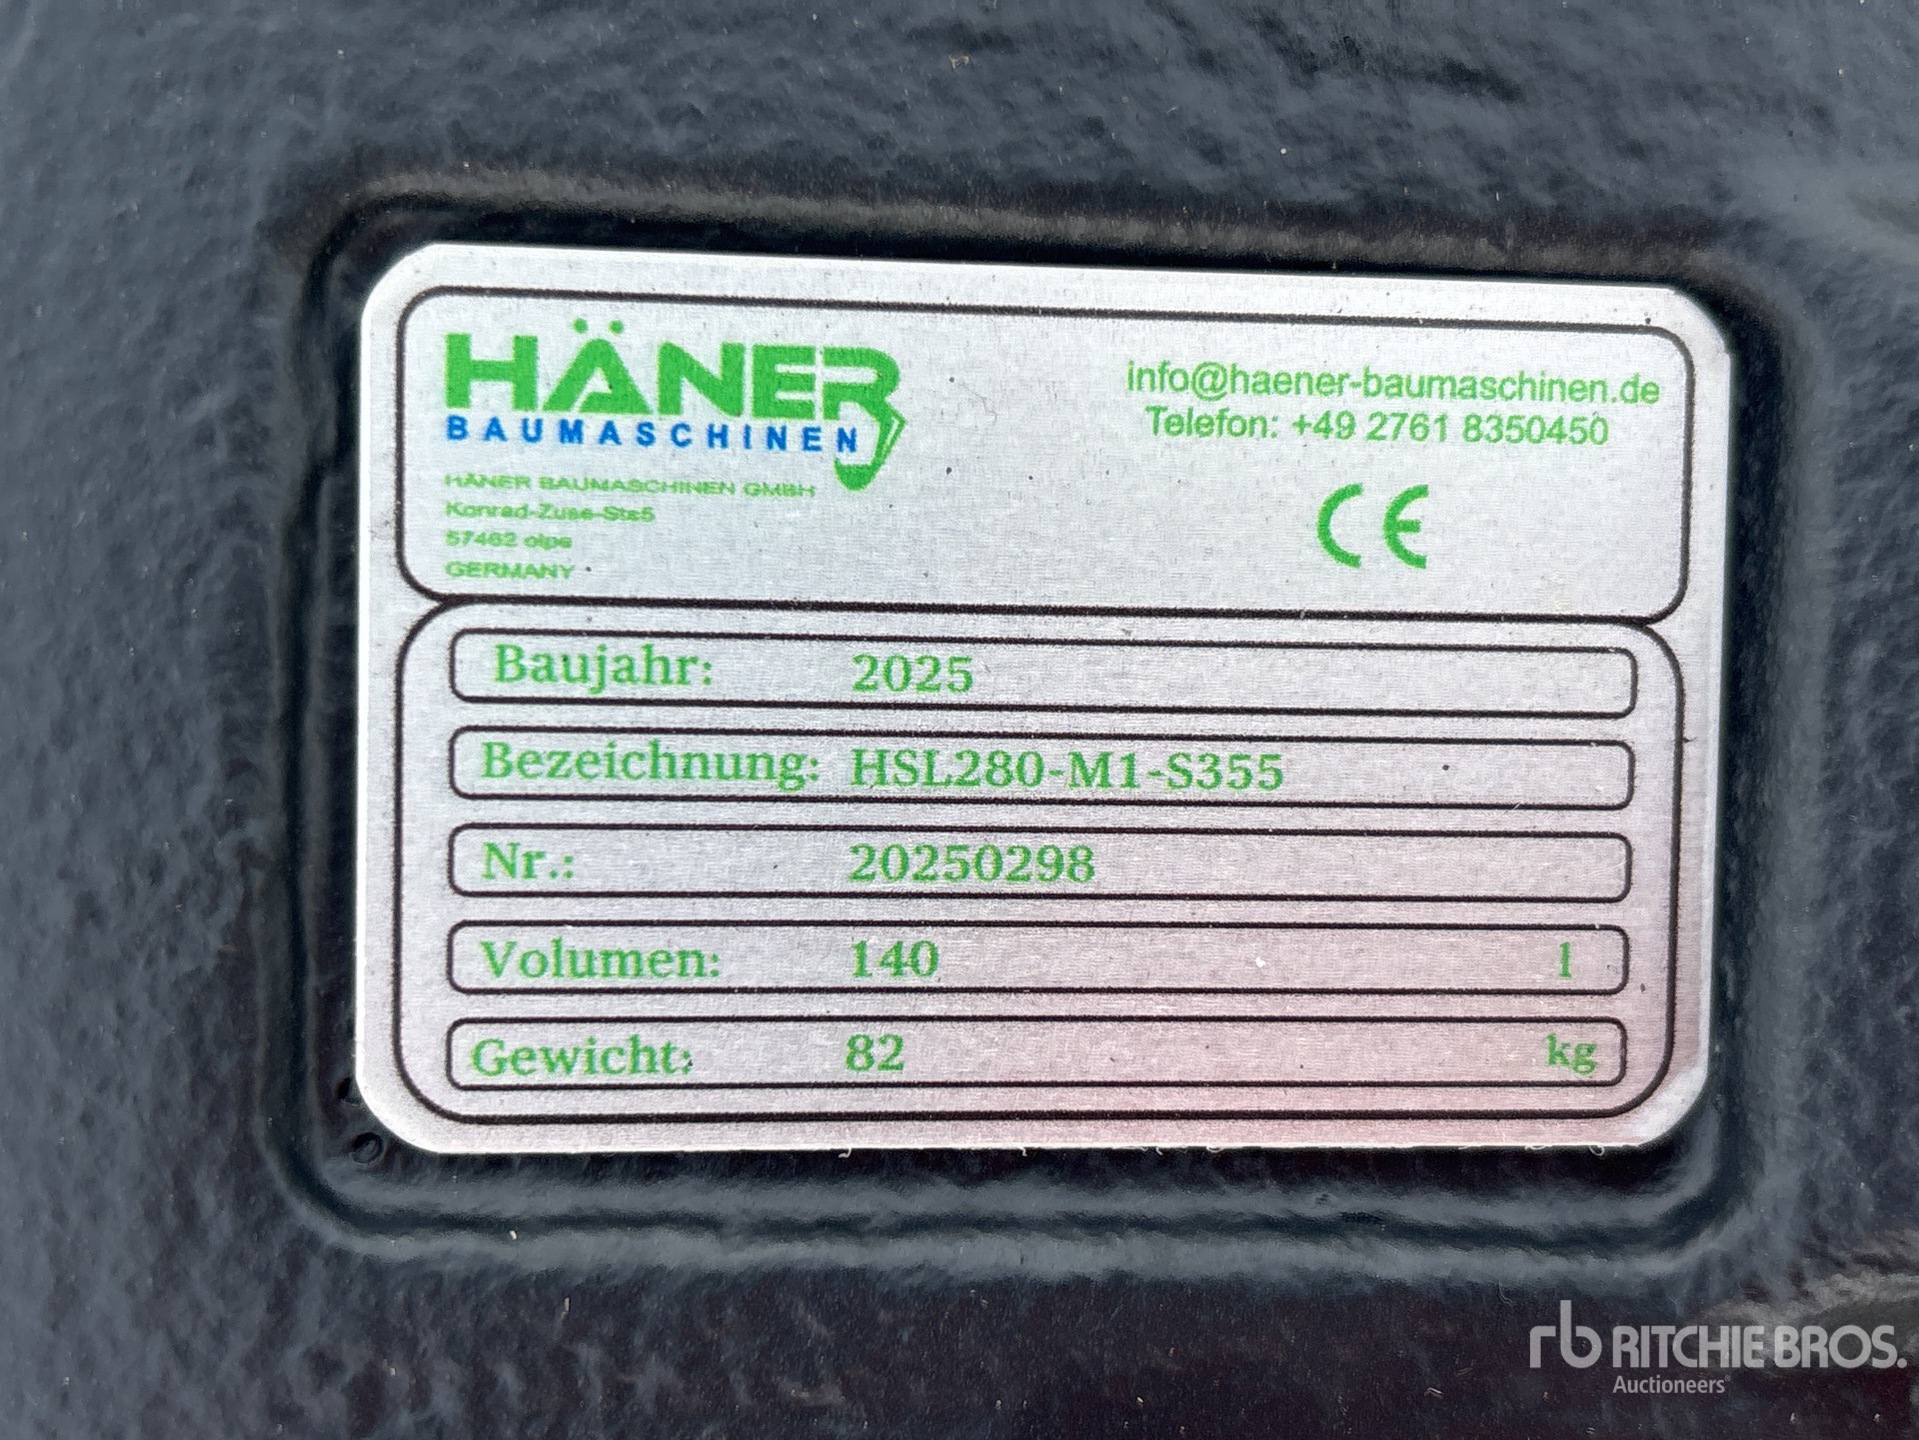 HÄNER
BAUMASCHINEN
HÄNER BAUMASCHINEN GMBH
Konrad-Zuse-Sts5
57462 olpe
GERMANY
info@haener-baumaschinen.de
Telefon: +49 2761 8350450
CE
Baujahr: 2025
Bezeichnung: HSL280-M1-S355
Nr.: 20250298
Volumen: 140 l
Gewicht: 82 kg
rb RITCHIE BROS.
Auctioneers